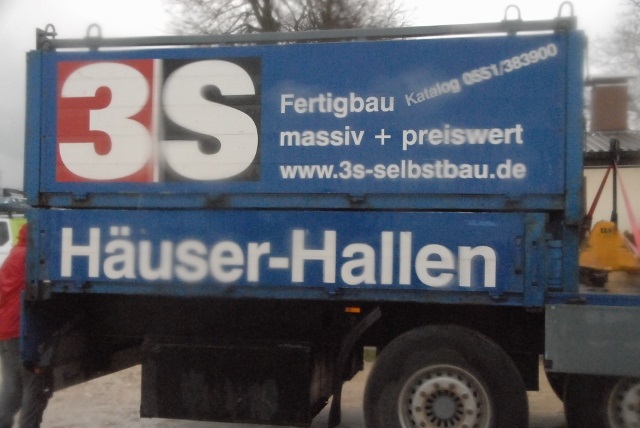 3S
Fertigbau Katalog 0551/383900
massiv + preiswert
www.3s-selbstbau.de
Häuser-Hallen